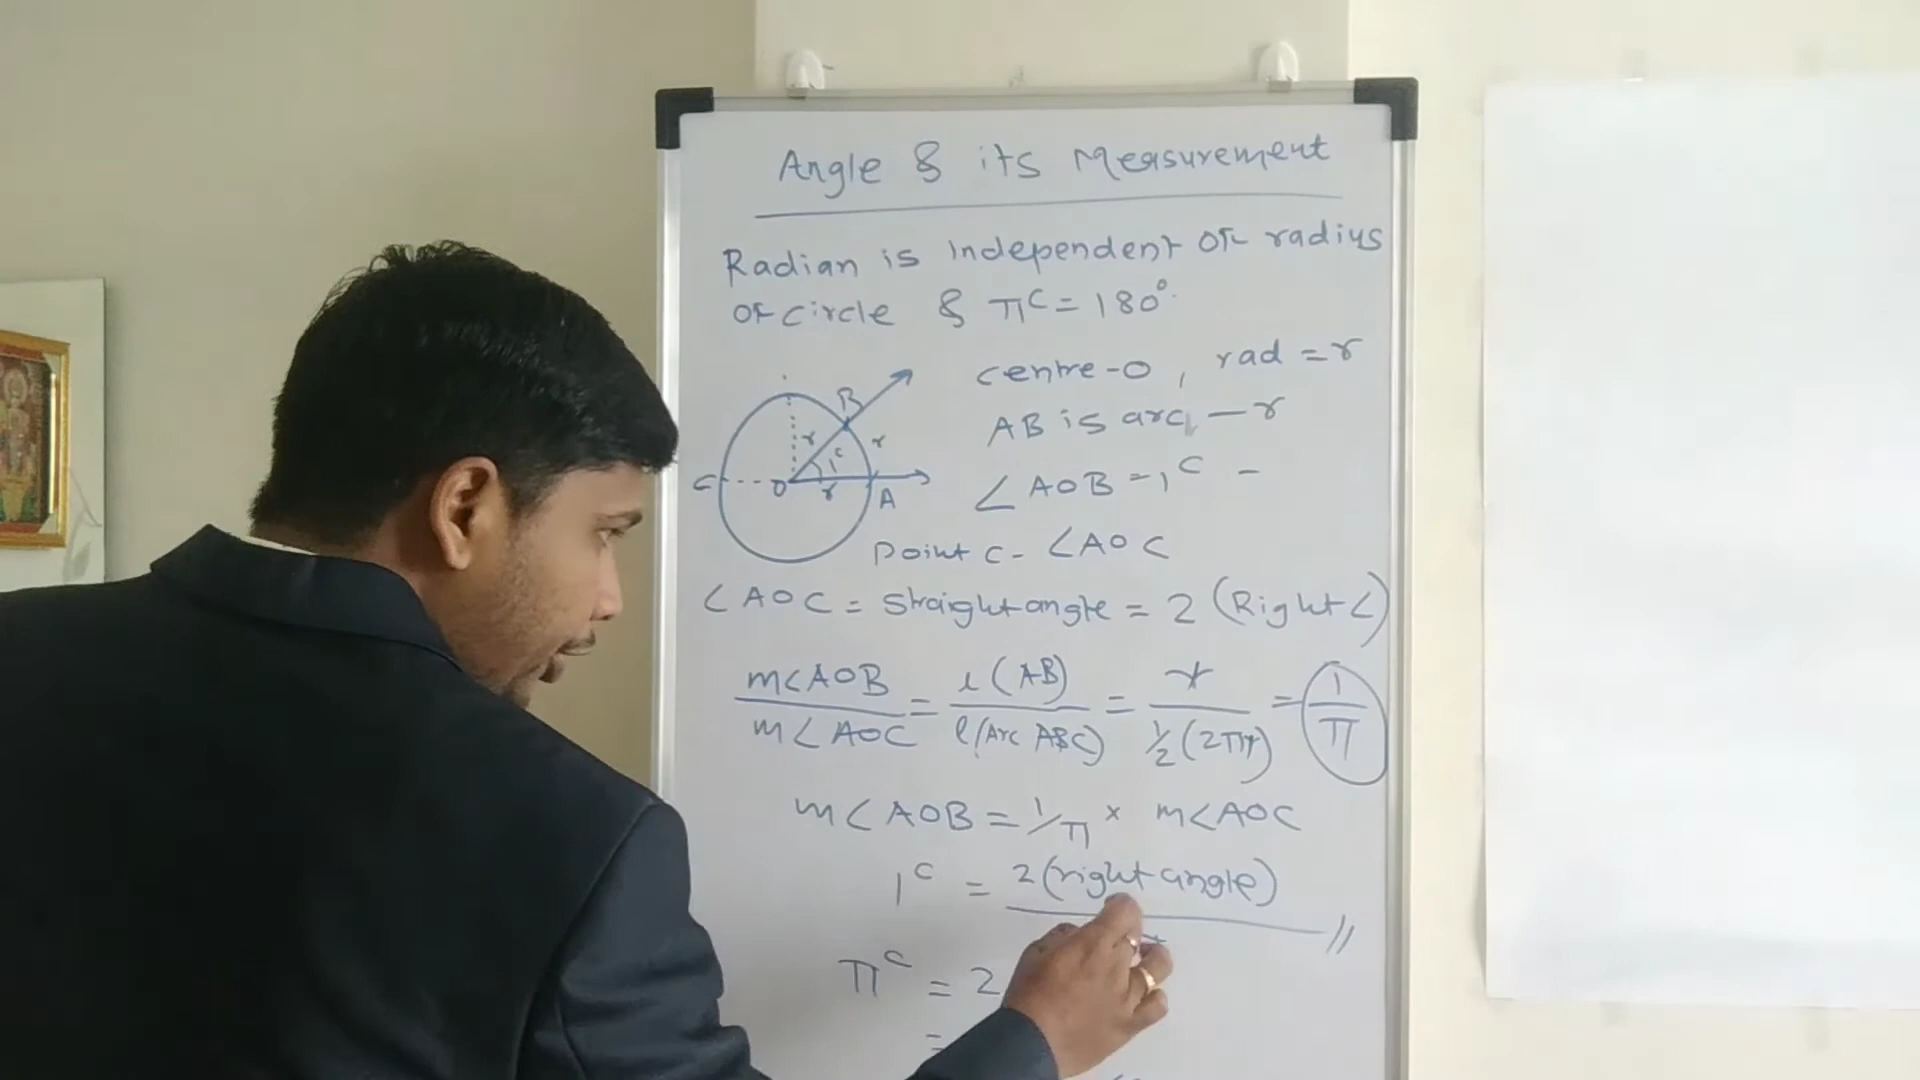 Angle & its Measurement
Radian is independent of radius
of circle & π^c = 180°
centre-O, rad = r
AB is arc, — r
∠AOB = 1^c -
B
r
r
1^c
C
O
r
A
Point C - ∠AOC
∠AOC = Straight angle = 2 (Right ∠)
m∠AOB / m∠AOC = l(AB) / l(Arc ABC) = r / ½(2πr) = 1/π
m∠AOB = 1/π × m∠AOC
1^c = 2(right angle)
π^c = 2
=